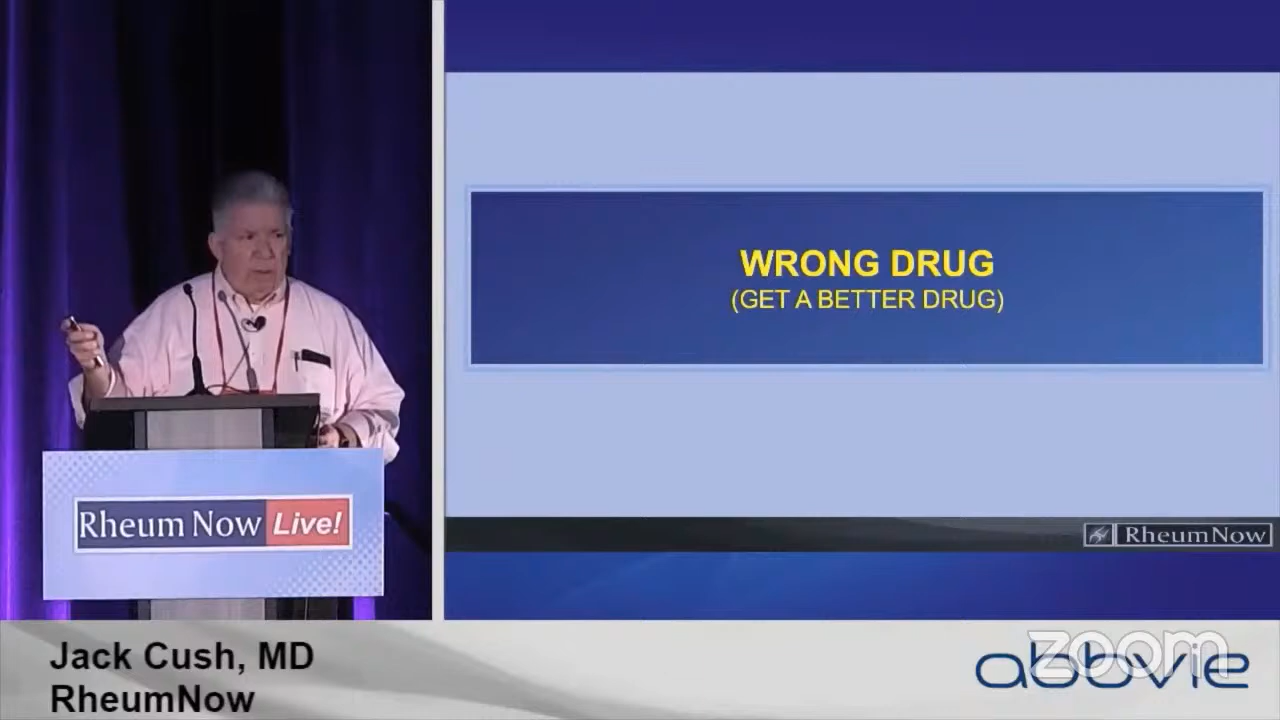 WRONG DRUG
(GET A BETTER DRUG)
Rheum Now Live!
RheumNow
Jack Cush, MD
RheumNow
abbvie
zoom